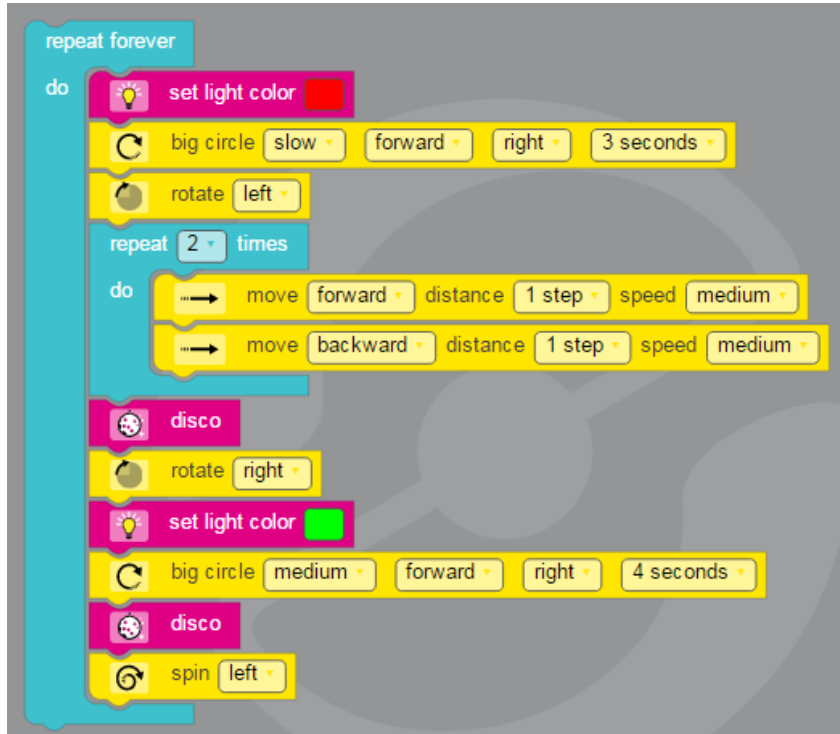 repeat forever
do
set light color
big circle slow forward right 3 seconds
rotate left
repeat 2 times
do
move forward distance 1 step speed medium
move backward distance 1 step speed medium
disco
rotate right
set light color
big circle medium forward right 4 seconds
disco
spin left